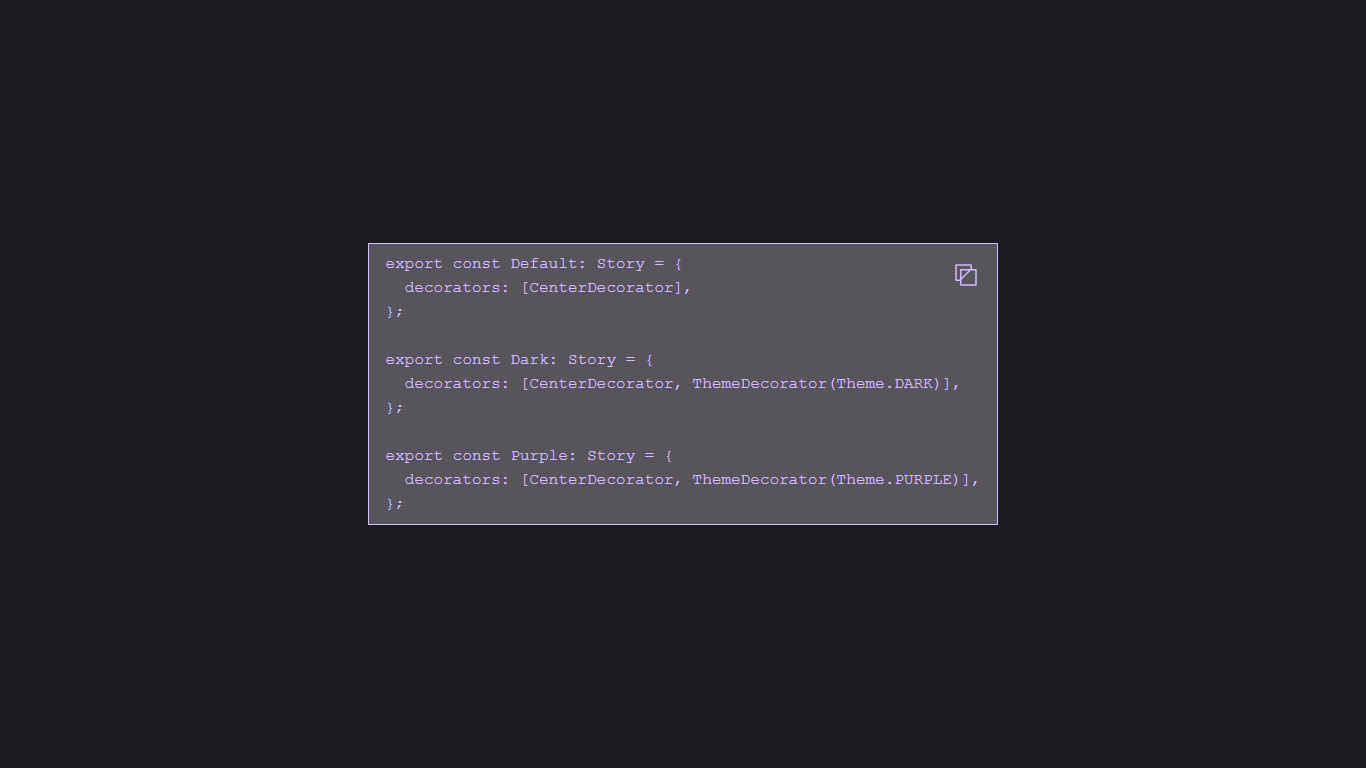 export const Default: Story = {
  decorators: [CenterDecorator],
};

export const Dark: Story = {
  decorators: [CenterDecorator, ThemeDecorator(Theme.DARK)],
};

export const Purple: Story = {
  decorators: [CenterDecorator, ThemeDecorator(Theme.PURPLE)],
};